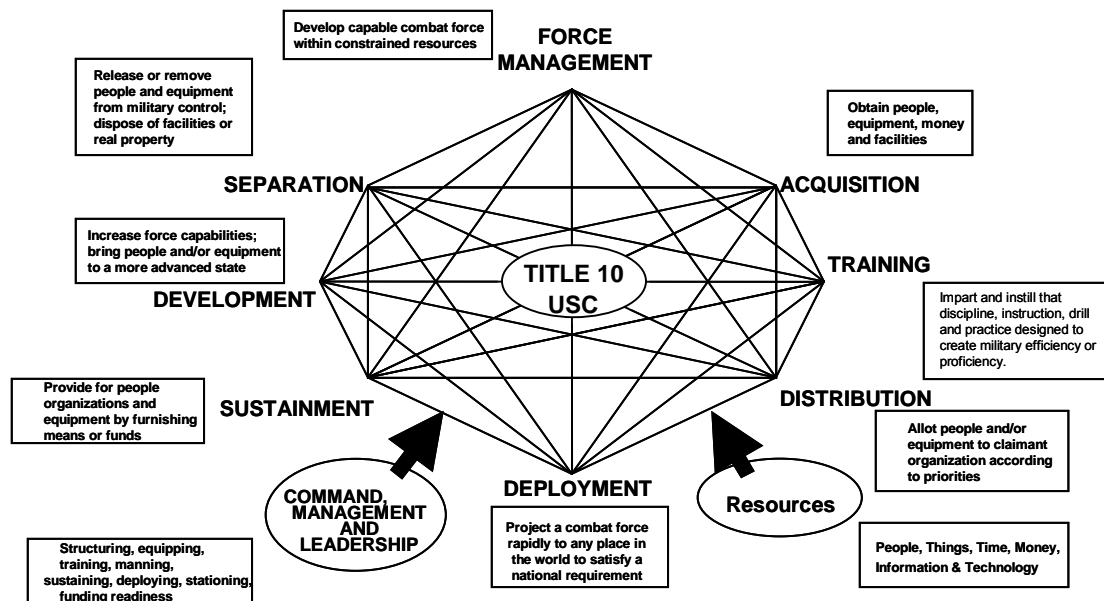 Develop capable combat force
within constrained resources
FORCE
MANAGEMENT
Release or remove
people and equipment
from military control;
dispose of facilities or
real property
Obtain people,
equipment, money
and facilities
SEPARATION
ACQUISITION
Increase force capabilities;
bring people and/or equipment
to a more advanced state
TITLE 10
USC
TRAINING
DEVELOPMENT
Impart and instill that
discipline, instruction, drill
and practice designed to
create military efficiency or
proficiency.
Provide for people
organizations and
equipment by furnishing
means or funds
SUSTAINMENT
DISTRIBUTION
Allot people and/or
equipment to claimant
organization according
to priorities
COMMAND,
MANAGEMENT
AND
LEADERSHIP
DEPLOYMENT
Resources
Project a combat force
rapidly to any place in
the world to satisfy a
national requirement
Structuring, equipping,
training, manning,
sustaining, deploying, stationing,
funding readiness
People, Things, Time, Money,
Information & Technology